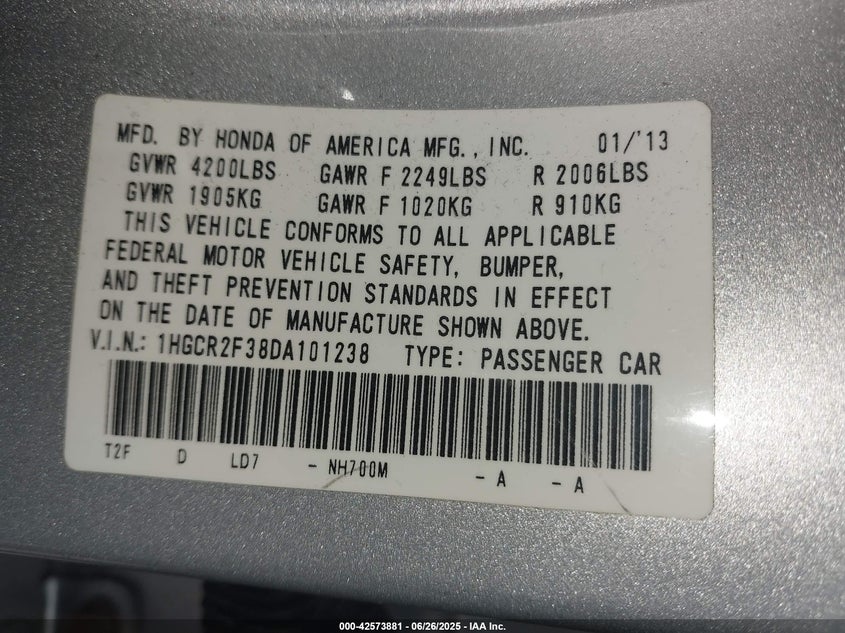 MFD. BY HONDA OF AMERICA MFG., INC. 01/'13
GVWR 4200LBS GAWR F 2249LBS R 2006LBS
GVWR 1905KG GAWR F 1020KG R 910KG
THIS VEHICLE CONFORMS TO ALL APPLICABLE
FEDERAL MOTOR VEHICLE SAFETY, BUMPER,
AND THEFT PREVENTION STANDARDS IN EFFECT
ON THE DATE OF MANUFACTURE SHOWN ABOVE.
V.I.N.: 1HGCR2F38DA101238 TYPE: PASSENGER CAR
T2F D LD7 - NH700M - A - A
000-42573881 - 06/26/2025 - IAA Inc.